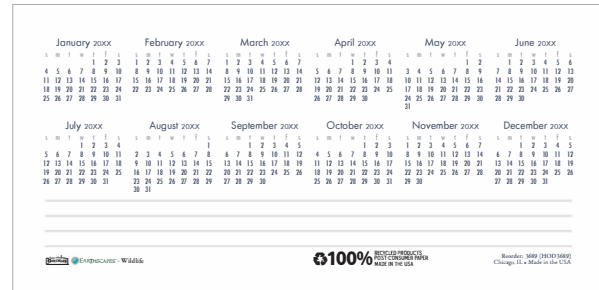 January 20XX February 20XX March 20XX April 20XX May 20XX June 20XX
s m t w t f s s m t w t f s s m t w t f s s m t w t f s s m t w t f s s m t w t f s
1 2 3 1 2 3 4 5 6 7 1 2 3 4 5 6 7 1 2 3 4 1 2 1 2 3 4 5 6
4 5 6 7 8 9 10 8 9 10 11 12 13 14 8 9 10 11 12 13 14 5 6 7 8 9 10 11 3 4 5 6 7 8 9 7 8 9 10 11 12 13
11 12 13 14 15 16 17 15 16 17 18 19 20 21 15 16 17 18 19 20 21 12 13 14 15 16 17 18 10 11 12 13 14 15 16 14 15 16 17 18 19 20
18 19 20 21 22 23 24 22 23 24 25 26 27 28 22 23 24 25 26 27 28 19 20 21 22 23 24 25 17 18 19 20 21 22 23 21 22 23 24 25 26 27
25 26 27 28 29 30 31 29 30 31 26 27 28 29 30 24 25 26 27 28 29 30 28 29 30
31
July 20XX August 20XX September 20XX October 20XX November 20XX December 20XX
s m t w t f s s m t w t f s s m t w t f s s m t w t f s s m t w t f s s m t w t f s
1 2 3 4 1 1 2 3 4 5 1 2 3 1 2 3 4 5 6 7 1 2 3 4 5
5 6 7 8 9 10 11 2 3 4 5 6 7 8 6 7 8 9 10 11 12 4 5 6 7 8 9 10 8 9 10 11 12 13 14 6 7 8 9 10 11 12
12 13 14 15 16 17 18 9 10 11 12 13 14 15 13 14 15 16 17 18 19 11 12 13 14 15 16 17 15 16 17 18 19 20 21 13 14 15 16 17 18 19
19 20 21 22 23 24 25 16 17 18 19 20 21 22 20 21 22 23 24 25 26 18 19 20 21 22 23 24 22 23 24 25 26 27 28 20 21 22 23 24 25 26
26 27 28 29 30 31 23 24 25 26 27 28 29 27 28 29 30 25 26 27 28 29 30 31 29 30 27 28 29 30 31
30 31
EARTHSCAPES - Wildlife
100% RECYCLED PRODUCTS
POST-CONSUMER PAPER
MADE IN THE USA
Reorder: 3689 [HOD3689]
Chicago, IL • Made in the USA